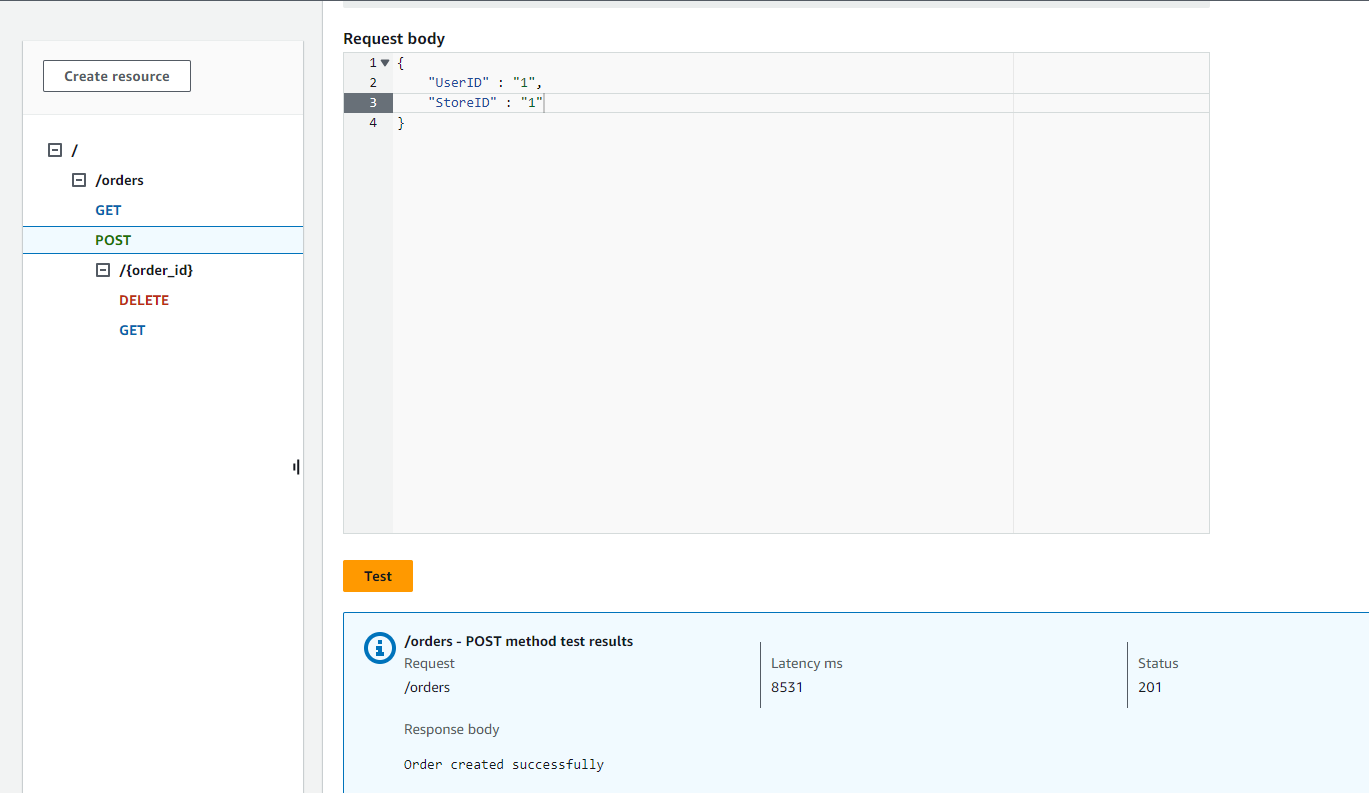 Create resource
/
/orders
GET
POST
/{order_id}
DELETE
GET
Request body
1 {
2 "UserID" : "1",
3 "StoreID" : "1"
4 }
Test
/orders - POST method test results
Request
/orders
Latency ms
8531
Status
201
Response body
Order created successfully